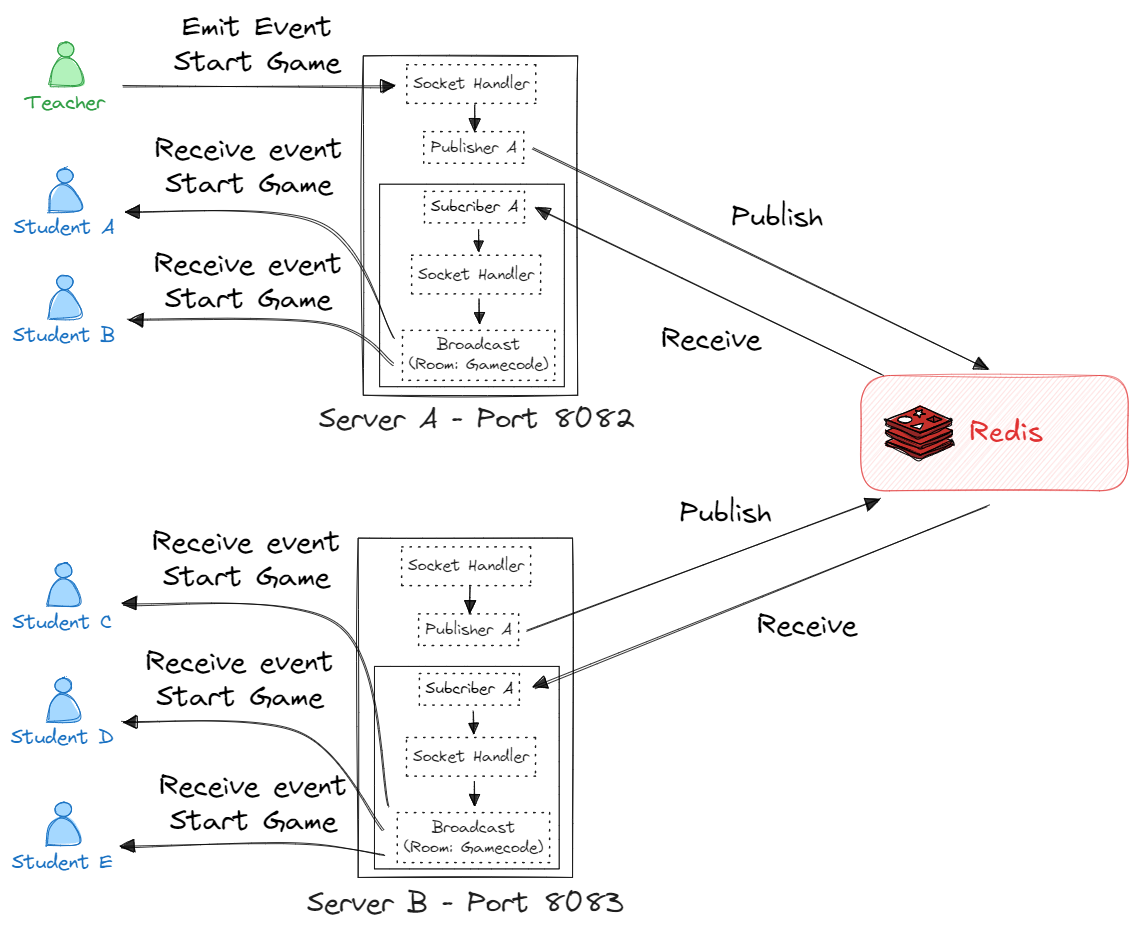 Emit Event
Start Game
Teacher
Socket Handler
Publisher A
Receive event
Start Game
Student A
Subcriber A
Publish
Receive event
Start Game
Student B
Socket Handler
Receive
Broadcast
(Room: Gamecode)
Server A - Port 8082
Redis
Publish
Receive event
Start Game
Student C
Socket Handler
Publisher A
Receive
Receive event
Start Game
Student D
Subcriber A
Socket Handler
Receive event
Start Game
Student E
Broadcast
(Room: Gamecode)
Server B - Port 8083